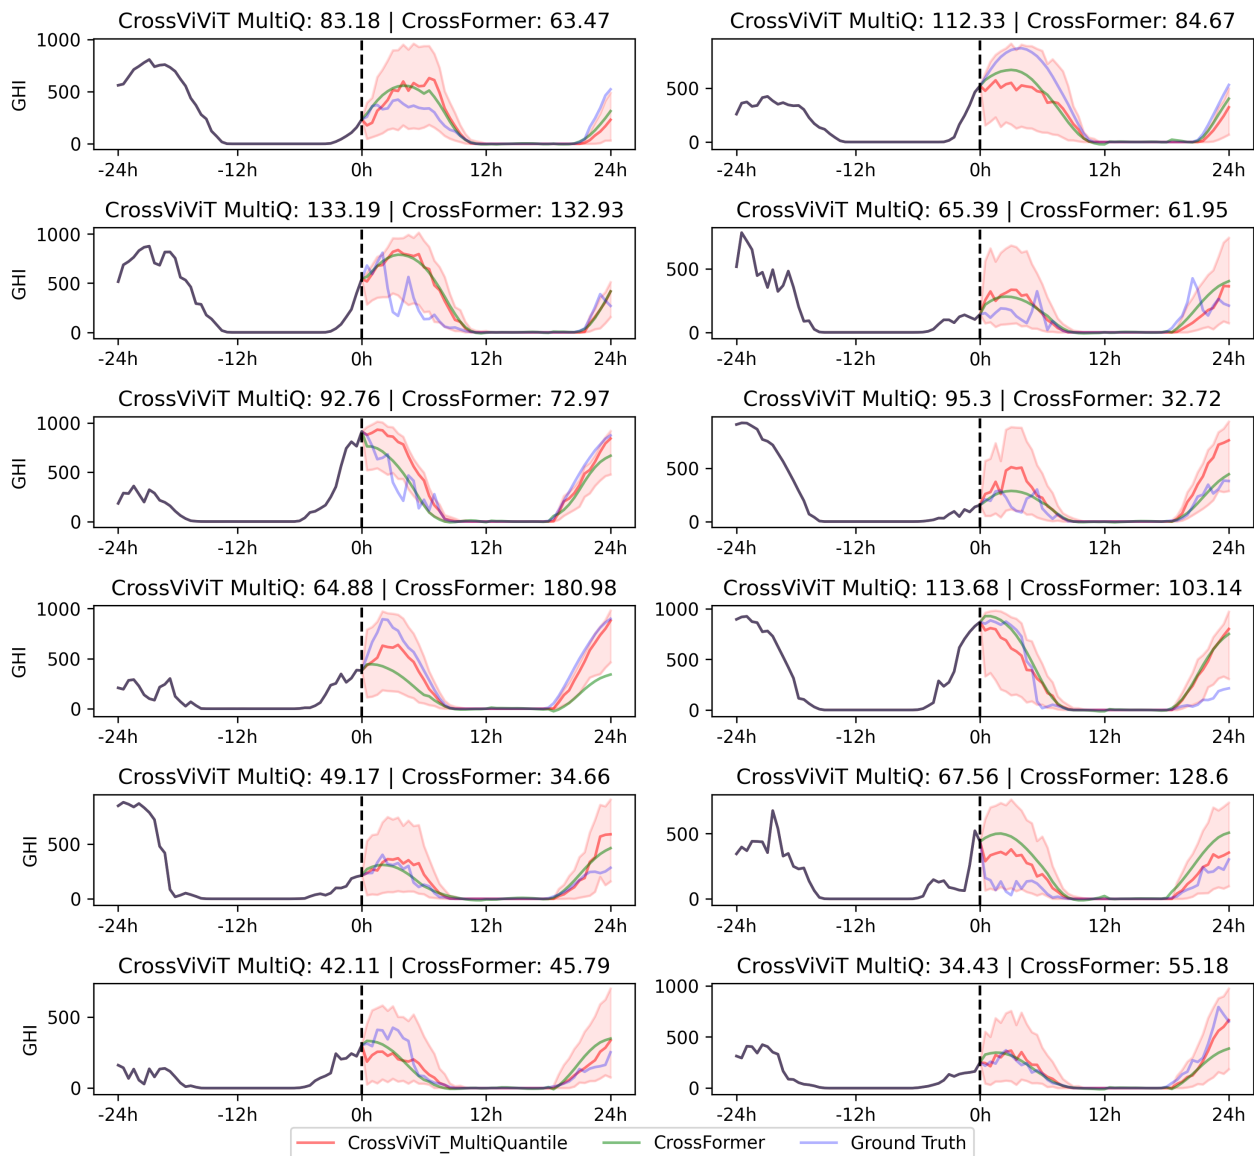 CrossViViT MultiQ: 83.18 | CrossFormer: 63.47
GHI
1000
500
0
-24h -12h 0h 12h 24h
CrossViViT MultiQ: 112.33 | CrossFormer: 84.67
500
0
-24h -12h 0h 12h 24h
CrossViViT MultiQ: 133.19 | CrossFormer: 132.93
GHI
1000
500
0
-24h -12h 0h 12h 24h
CrossViViT MultiQ: 65.39 | CrossFormer: 61.95
500
0
-24h -12h 0h 12h 24h
CrossViViT MultiQ: 92.76 | CrossFormer: 72.97
GHI
1000
500
0
-24h -12h 0h 12h 24h
CrossViViT MultiQ: 95.3 | CrossFormer: 32.72
500
0
-24h -12h 0h 12h 24h
CrossViViT MultiQ: 64.88 | CrossFormer: 180.98
GHI
1000
500
0
-24h -12h 0h 12h 24h
CrossViViT MultiQ: 113.68 | CrossFormer: 103.14
1000
500
0
-24h -12h 0h 12h 24h
CrossViViT MultiQ: 49.17 | CrossFormer: 34.66
GHI
500
0
-24h -12h 0h 12h 24h
CrossViViT MultiQ: 67.56 | CrossFormer: 128.6
500
0
-24h -12h 0h 12h 24h
CrossViViT MultiQ: 42.11 | CrossFormer: 45.79
GHI
500
0
-24h -12h 0h 12h 24h
CrossViViT MultiQ: 34.43 | CrossFormer: 55.18
1000
500
0
-24h -12h 0h 12h 24h
CrossViViT_MultiQuantile CrossFormer Ground Truth